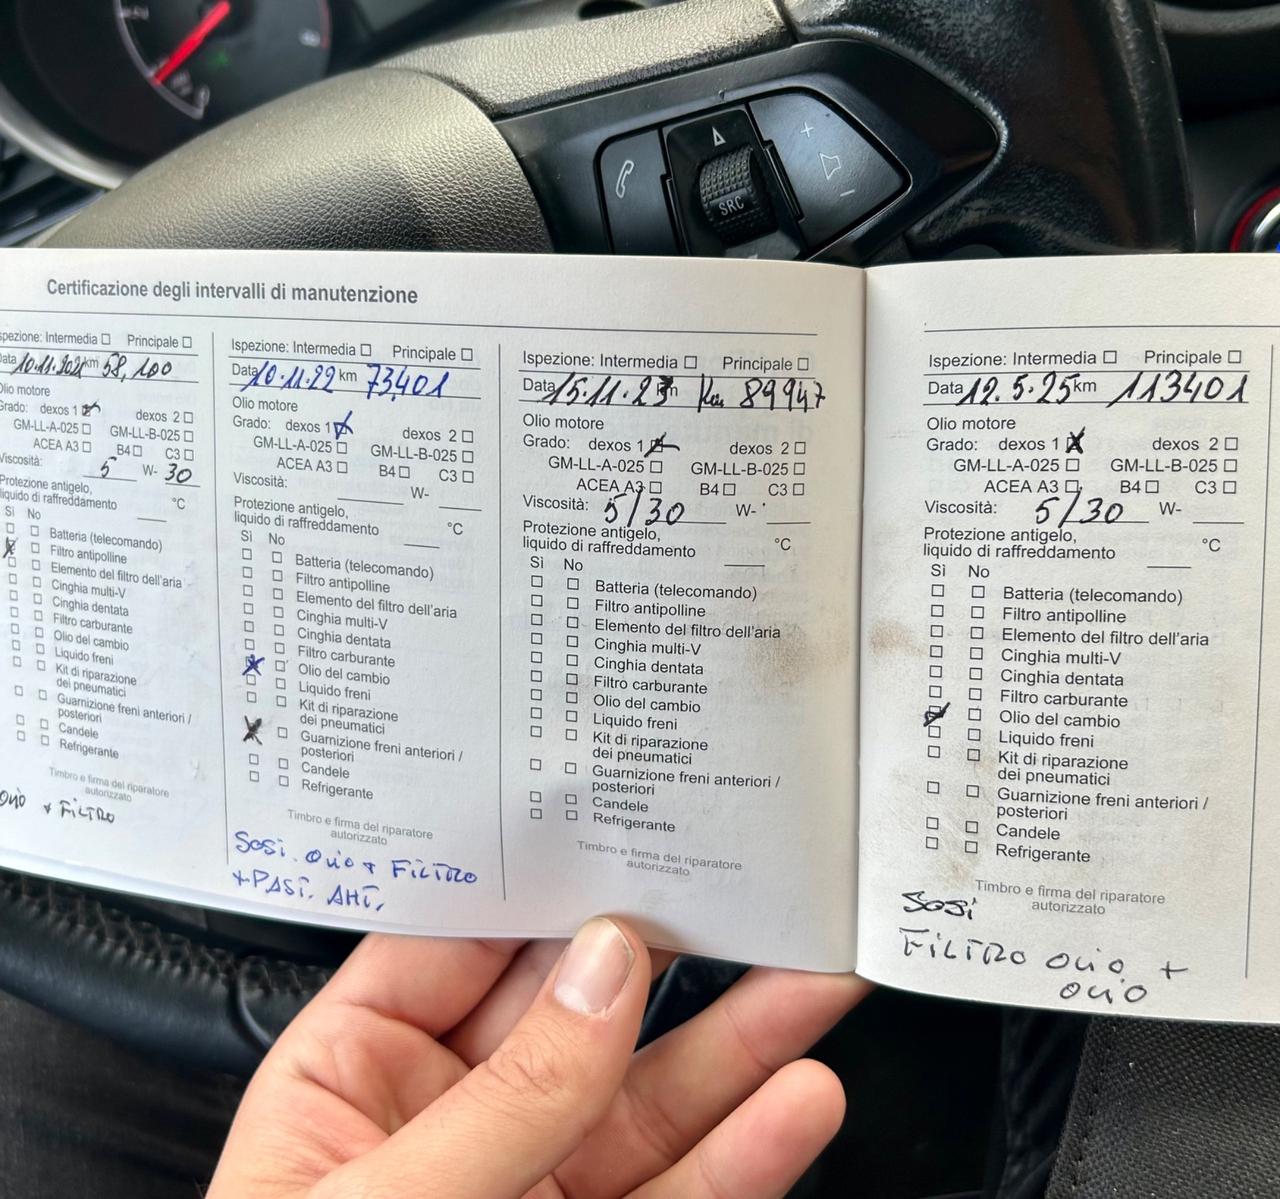 SRC
+
-
Certificazione degli intervalli di manutenzione
spezione: Intermedia ☐ Principale ☐
ata 10.11.2021 km 58,100
Olio motore
Grado: dexos 1 ☒ dexos 2 ☐
GM-LL-A-025 ☐ GM-LL-B-025 ☐
ACEA A3 ☐ B4 ☐ C3 ☐
Viscosità: 5 W- 30
Protezione antigelo,
liquido di raffreddamento ____ °C
Sì No
☐ ☐ Batteria (telecomando)
☒ ☐ Filtro antipolline
☐ ☐ Elemento del filtro dell'aria
☐ ☐ Cinghia multi-V
☐ ☐ Cinghia dentata
☐ ☐ Filtro carburante
☐ ☐ Olio del cambio
☐ ☐ Liquido freni
☐ ☐ Kit di riparazione
dei pneumatici
☐ ☐ Guarnizione freni anteriori /
posteriori
☐ ☐ Candele
☐ ☐ Refrigerante
Timbro e firma del riparatore
autorizzato
OLIO + FILTRO
Ispezione: Intermedia ☐ Principale ☐
Data 10.11.22 km 73,401
Olio motore
Grado: dexos 1 ☒ dexos 2 ☐
GM-LL-A-025 ☐ GM-LL-B-025 ☐
ACEA A3 ☐ B4 ☐ C3 ☐
Viscosità: ____ W- ____
Protezione antigelo,
liquido di raffreddamento ____ °C
Sì No
☐ ☐ Batteria (telecomando)
☐ ☐ Filtro antipolline
☐ ☐ Elemento del filtro dell'aria
☐ ☐ Cinghia multi-V
☐ ☐ Cinghia dentata
☐ ☐ Filtro carburante
☒ ☐ Olio del cambio
☐ ☐ Liquido freni
☐ ☐ Kit di riparazione
dei pneumatici
☒ ☐ Guarnizione freni anteriori /
posteriori
☐ ☐ Candele
☐ ☐ Refrigerante
Timbro e firma del riparatore
autorizzato
Sosi. OLIO + FILTRO
+ PAST. ANT.
Ispezione: Intermedia ☐ Principale ☐
Data 15.11.23 Km 89947
Olio motore
Grado: dexos 1 ☒ dexos 2 ☐
GM-LL-A-025 ☐ GM-LL-B-025 ☐
ACEA A3 ☐ B4 ☐ C3 ☐
Viscosità: 5/30 W- ____
Protezione antigelo,
liquido di raffreddamento ____ °C
Sì No
☐ ☐ Batteria (telecomando)
☐ ☐ Filtro antipolline
☐ ☐ Elemento del filtro dell'aria
☐ ☐ Cinghia multi-V
☐ ☐ Cinghia dentata
☐ ☐ Filtro carburante
☐ ☐ Olio del cambio
☐ ☐ Liquido freni
☐ ☐ Kit di riparazione
dei pneumatici
☐ ☐ Guarnizione freni anteriori /
posteriori
☐ ☐ Candele
☐ ☐ Refrigerante
Timbro e firma del riparatore
autorizzato
Ispezione: Intermedia ☐ Principale ☐
Data 12.5.25 km 113401
Olio motore
Grado: dexos 1 ☒ dexos 2 ☐
GM-LL-A-025 ☐ GM-LL-B-025 ☐
ACEA A3 ☐ B4 ☐ C3 ☐
Viscosità: 5/30 W- ____
Protezione antigelo,
liquido di raffreddamento ____ °C
Sì No
☐ ☐ Batteria (telecomando)
☐ ☐ Filtro antipolline
☐ ☐ Elemento del filtro dell'aria
☐ ☐ Cinghia multi-V
☐ ☐ Cinghia dentata
☐ ☐ Filtro carburante
☒ ☐ Olio del cambio
☐ ☐ Liquido freni
☐ ☐ Kit di riparazione
dei pneumatici
☐ ☐ Guarnizione freni anteriori /
posteriori
☐ ☐ Candele
☐ ☐ Refrigerante
Timbro e firma del riparatore
autorizzato
Sosi
FILTRO OLIO +
OLIO